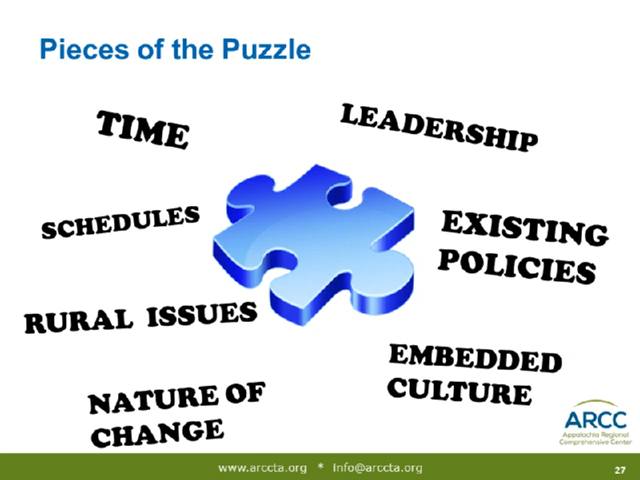 Pieces of the Puzzle
TIME
LEADERSHIP
SCHEDULES
EXISTING
POLICIES
RURAL ISSUES
EMBEDDED
CULTURE
NATURE OF
CHANGE
ARCC
Appalachia Regional
Comprehensive Center
www.arccta.org * Info@arccta.org
27